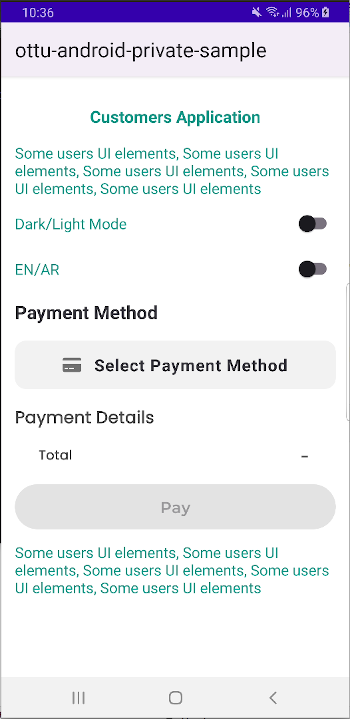 10:36
96%
ottu-android-private-sample
Customers Application
Some users UI elements, Some users UI
elements, Some users UI elements, Some users
UI elements, Some users UI elements
Dark/Light Mode
EN/AR
Payment Method
Select Payment Method
Payment Details
Total
-
Pay
Some users UI elements, Some users UI
elements, Some users UI elements, Some users
UI elements, Some users UI elements